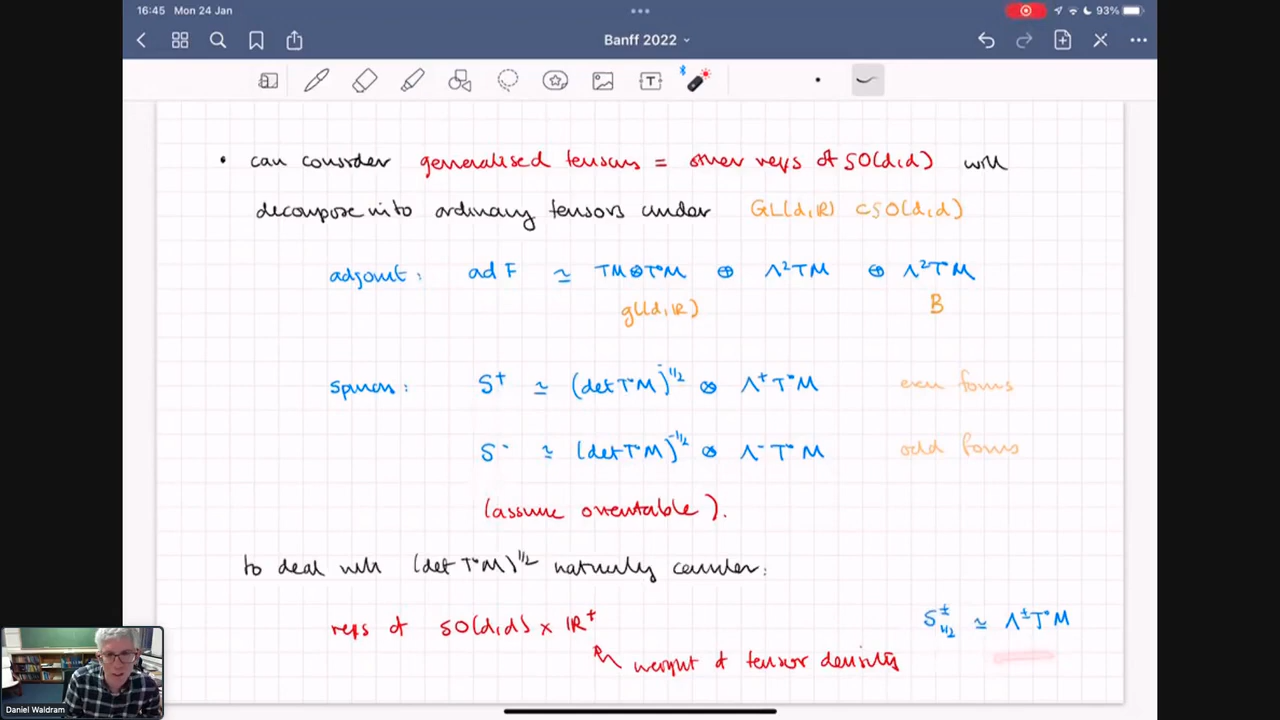 16:45 Mon 24 Jan
93%
Banff 2022
• can consider generalised tensors = other reps of SO(d,d) will
decompose into ordinary tensors under GL(d,ℝ) ⊂ SO(d,d)
adjoint: ad F ≃ TM⊗T*M ⊕ Λ²TM ⊕ Λ²T*M
gl(d,ℝ) B
spinors: S⁺ ≃ (det T*M)^{-1/2} ⊗ Λ⁺T*M even forms
S⁻ ≃ (det T*M)^{-1/2} ⊗ Λ⁻T*M odd forms
(assume orientable).
to deal with (det T*M)^{1/2} naturally consider:
reps of SO(d,d) × ℝ⁺ S^±_{1/2} ≃ Λ^±T*M
weight of tensor densities
Daniel Waldram